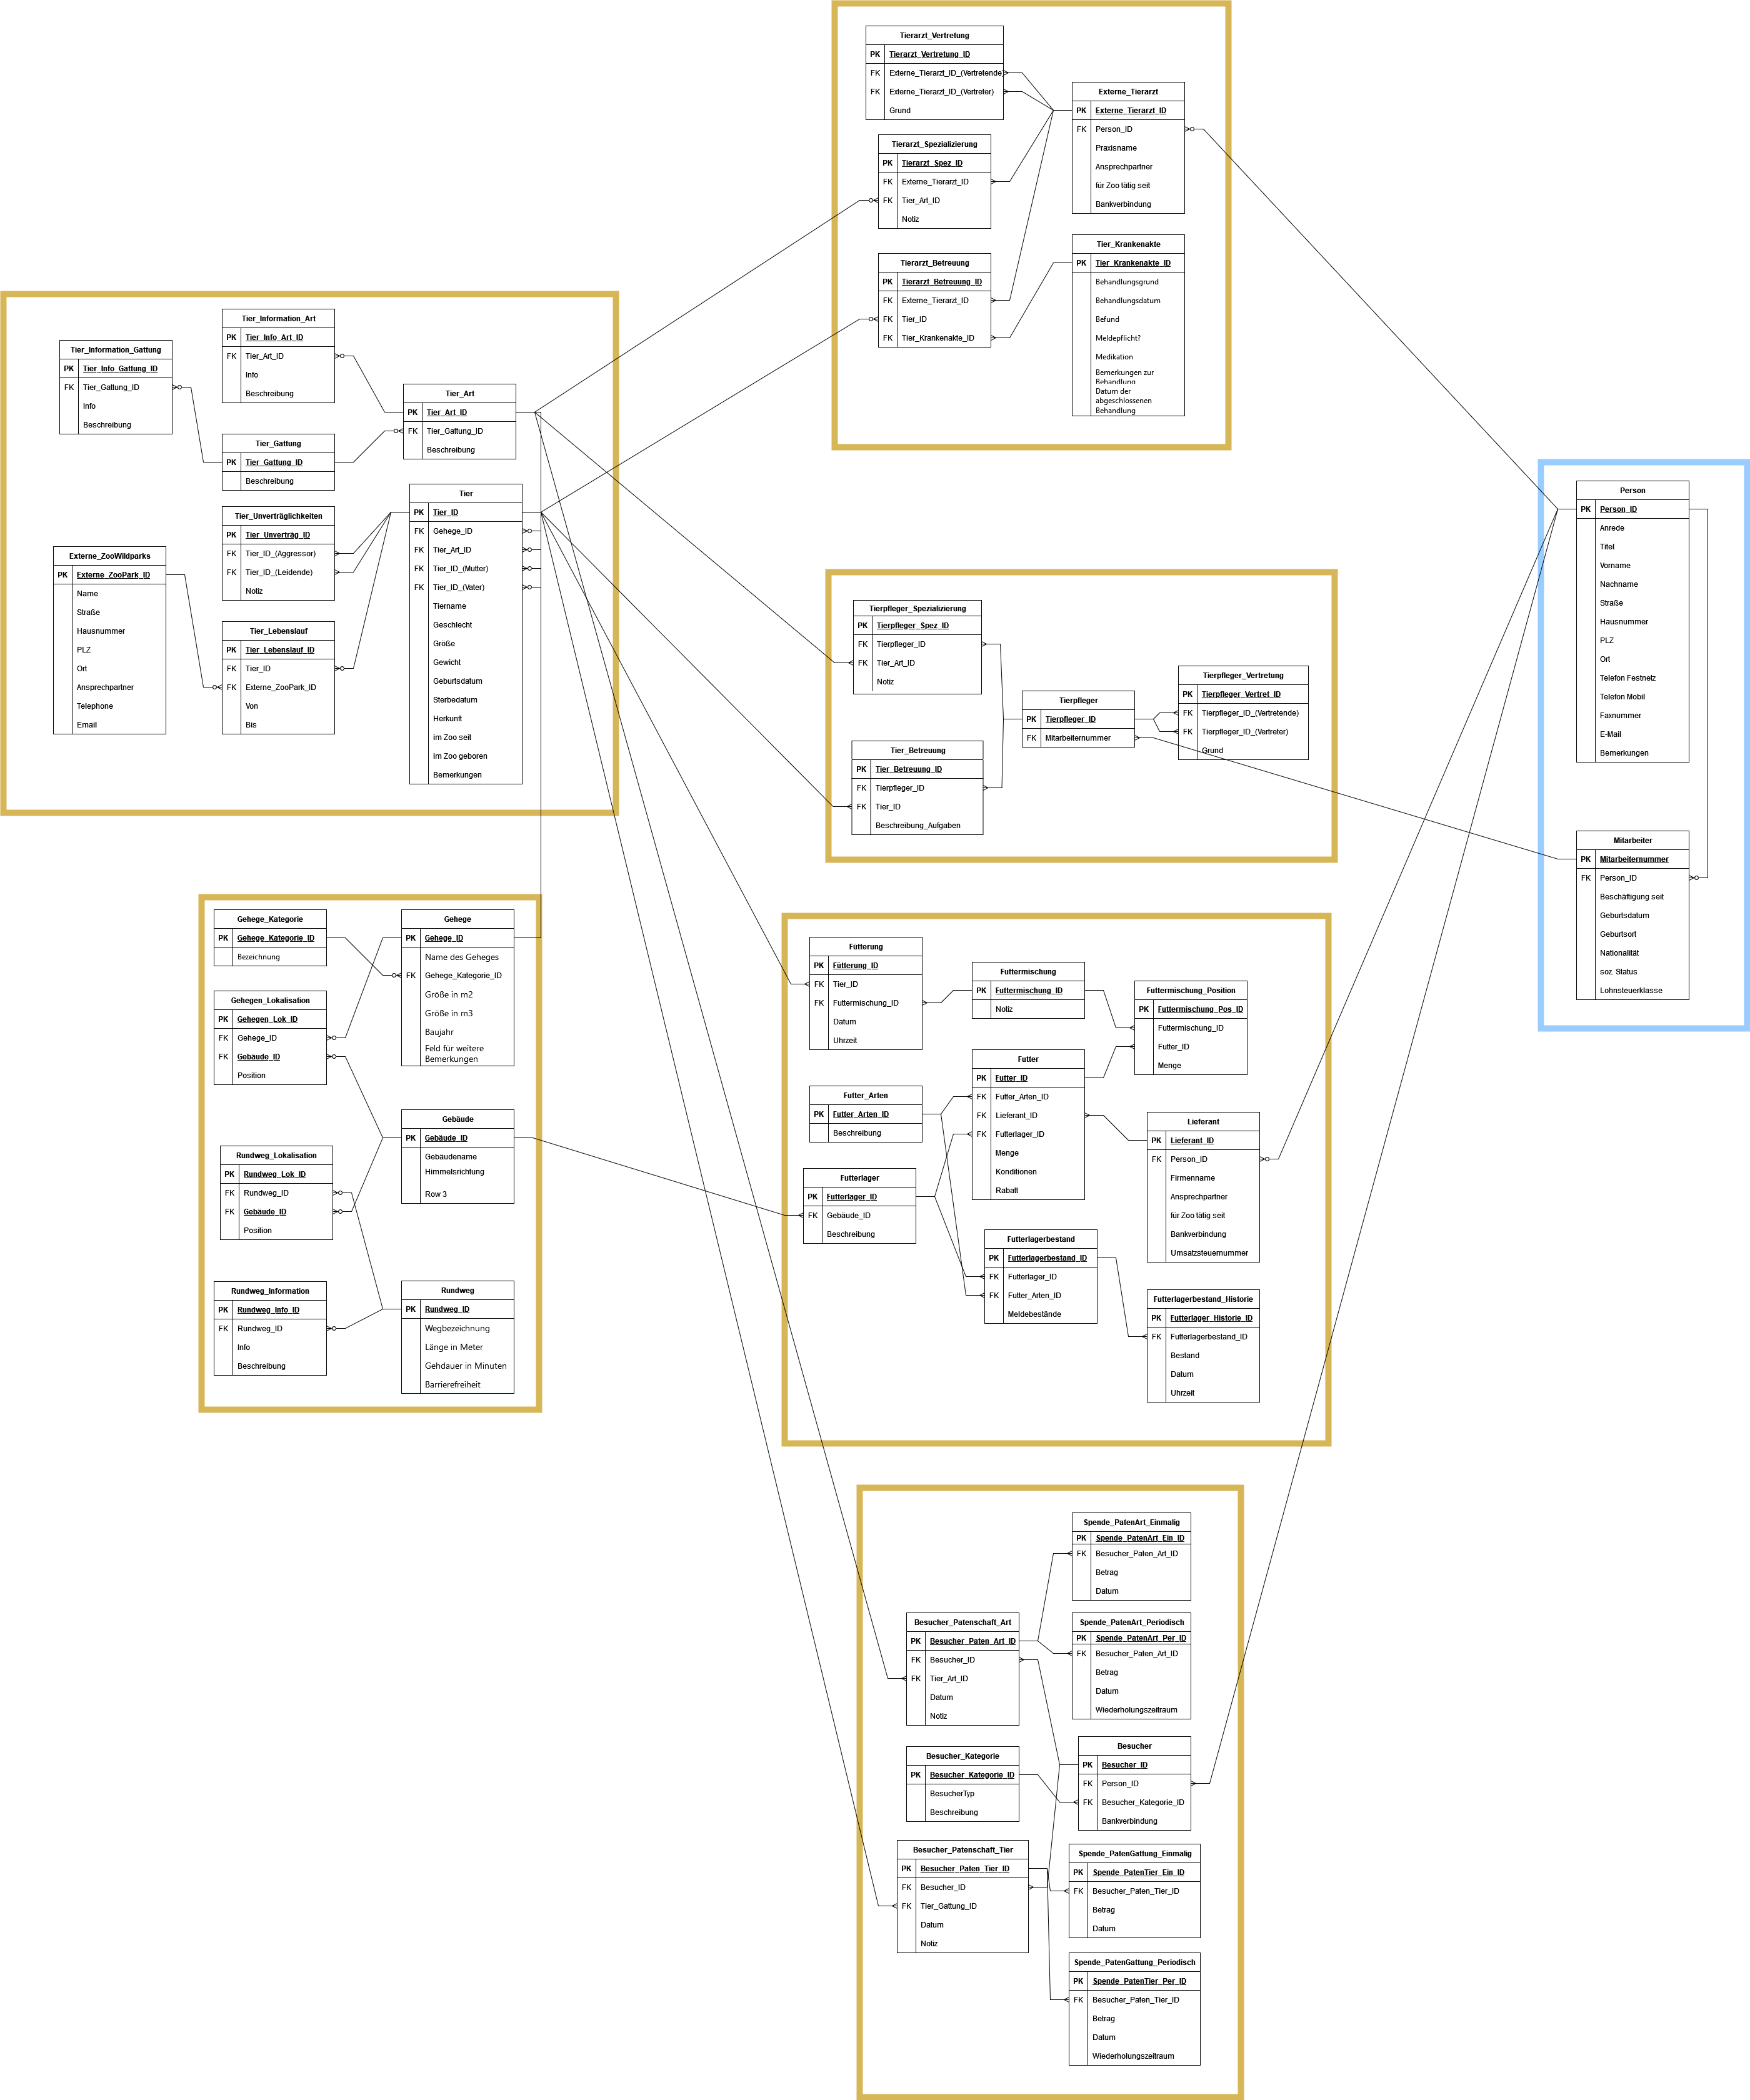 Tierarzt_Vertretung
PK Tierarzt_Vertretung_ID
FK Externe_Tierarzt_ID_(Vertretende
FK Externe_Tierarzt_ID_(Vertreter)
Grund
Externe_Tierarzt
PK Externe_Tierarzt_ID
FK Person_ID
Praxisname
Ansprechpartner
für Zoo tätig seit
Bankverbindung
Tierarzt_Spezializierung
PK Tierarzt_Spez_ID
FK Externe_Tierarzt_ID
FK Tier_Art_ID
Notiz
Tierarzt_Betreuung
PK Tierarzt_Betreuung_ID
FK Externe_Tierarzt_ID
FK Tier_ID
FK Tier_Krankenakte_ID
Tier_Krankenakte
PK Tier_Krankenakte_ID
Behandlungsgrund
Behandlungsdatum
Befund
Meldepflicht?
Medikation
Bemerkungen zur
Behandlung
Datum der
abgeschlossenen
Behandlung
Tier_Information_Art
PK Tier_Info_Art_ID
FK Tier_Art_ID
Info
Beschreibung
Tier_Information_Gattung
PK Tier_Info_Gattung_ID
FK Tier_Gattung_ID
Info
Beschreibung
Tier_Art
PK Tier_Art_ID
FK Tier_Gattung_ID
Beschreibung
Tier_Gattung
PK Tier_Gattung_ID
Beschreibung
Tier
PK Tier_ID
FK Gehege_ID
FK Tier_Art_ID
FK Tier_ID_(Mutter)
FK Tier_ID_(Vater)
Tiername
Geschlecht
Größe
Gewicht
Geburtsdatum
Sterbedatum
Herkunft
im Zoo seit
im Zoo geboren
Bemerkungen
Tier_Unverträglichkeiten
PK Tier_Unverträg_ID
FK Tier_ID_(Aggressor)
FK Tier_ID_(Leidende)
Notiz
Externe_ZooWildparks
PK Externe_ZooPark_ID
Name
Straße
Hausnummer
PLZ
Ort
Ansprechpartner
Telephone
Email
Tier_Lebenslauf
PK Tier_Lebenslauf_ID
FK Tier_ID
FK Externe_ZooPark_ID
Von
Bis
Person
PK Person_ID
Anrede
Titel
Vorname
Nachname
Straße
Hausnummer
PLZ
Ort
Telefon Festnetz
Telefon Mobil
Faxnummer
E-Mail
Bemerkungen
Mitarbeiter
PK Mitarbeiternummer
FK Person_ID
Beschäftigung seit
Geburtsdatum
Geburtsort
Nationalität
soz. Status
Lohnsteuerklasse
Tierpfleger_Spezializierung
PK Tierpfleger_Spez_ID
FK Tierpfleger_ID
FK Tier_Art_ID
Notiz
Tierpfleger
PK Tierpfleger_ID
FK Mitarbeiternummer
Tierpfleger_Vertretung
PK Tierpfleger_Vertret_ID
FK Tierpfleger_ID_(Vertretende)
FK Tierpfleger_ID_(Vertreter)
Grund
Tier_Betreuung
PK Tier_Betreuung_ID
FK Tierpfleger_ID
FK Tier_ID
Beschreibung_Aufgaben
Gehege_Kategorie
PK Gehege_Kategorie_ID
Bezeichnung
Gehege
PK Gehege_ID
Name des Geheges
FK Gehege_Kategorie_ID
Größe in m2
Größe in m3
Baujahr
Feld für weitere
Bemerkungen
Gehegen_Lokalisation
PK Gehegen_Lok_ID
FK Gehege_ID
FK Gebäude_ID
Position
Gebäude
PK Gebäude_ID
Gebäudename
Himmelsrichtung
Row 3
Rundweg_Lokalisation
PK Rundweg_Lok_ID
FK Rundweg_ID
FK Gebäude_ID
Position
Rundweg_Information
PK Rundweg_Info_ID
FK Rundweg_ID
Info
Beschreibung
Rundweg
PK Rundweg_ID
Wegbezeichnung
Länge in Meter
Gehdauer in Minuten
Barrierefreiheit
Fütterung
PK Fütterung_ID
FK Tier_ID
FK Futtermischung_ID
Datum
Uhrzeit
Futtermischung
PK Futtermischung_ID
Notiz
Futtermischung_Position
PK Futtermischung_Pos_ID
FK Futtermischung_ID
FK Futter_ID
Menge
Futter_Arten
PK Futter_Arten_ID
Beschreibung
Futter
PK Futter_ID
FK Futter_Arten_ID
FK Lieferant_ID
FK Futterlager_ID
Menge
Konditionen
Rabatt
Lieferant
PK Lieferant_ID
FK Person_ID
Firmenname
Ansprechpartner
für Zoo tätig seit
Bankverbindung
Umsatzsteuernummer
Futterlager
PK Futterlager_ID
FK Gebäude_ID
Beschreibung
Futterlagerbestand
PK Futterlagerbestand_ID
FK Futterlager_ID
FK Futter_Arten_ID
Meldebestände
Futterlagerbestand_Historie
PK Futterlager_Historie_ID
FK Futterlagerbestand_ID
Bestand
Datum
Uhrzeit
Spende_PatenArt_Einmalig
PK Spende_PatenArt_Ein_ID
FK Besucher_Paten_Art_ID
Betrag
Datum
Besucher_Patenschaft_Art
PK Besucher_Paten_Art_ID
FK Besucher_ID
FK Tier_Art_ID
Datum
Notiz
Spende_PatenArt_Periodisch
PK Spende_PatenArt_Per_ID
FK Besucher_Paten_Art_ID
Betrag
Datum
Wiederholungszeitraum
Besucher_Kategorie
PK Besucher_Kategorie_ID
BesucherTyp
Beschreibung
Besucher
PK Besucher_ID
FK Person_ID
FK Besucher_Kategorie_ID
Bankverbindung
Besucher_Patenschaft_Tier
PK Besucher_Paten_Tier_ID
FK Besucher_ID
FK Tier_Gattung_ID
Datum
Notiz
Spende_PatenGattung_Einmalig
PK Spende_PatenTier_Ein_ID
FK Besucher_Paten_Tier_ID
Betrag
Datum
Spende_PatenGattung_Periodisch
PK Spende_PatenTier_Per_ID
FK Besucher_Paten_Tier_ID
Betrag
Datum
Wiederholungszeitraum